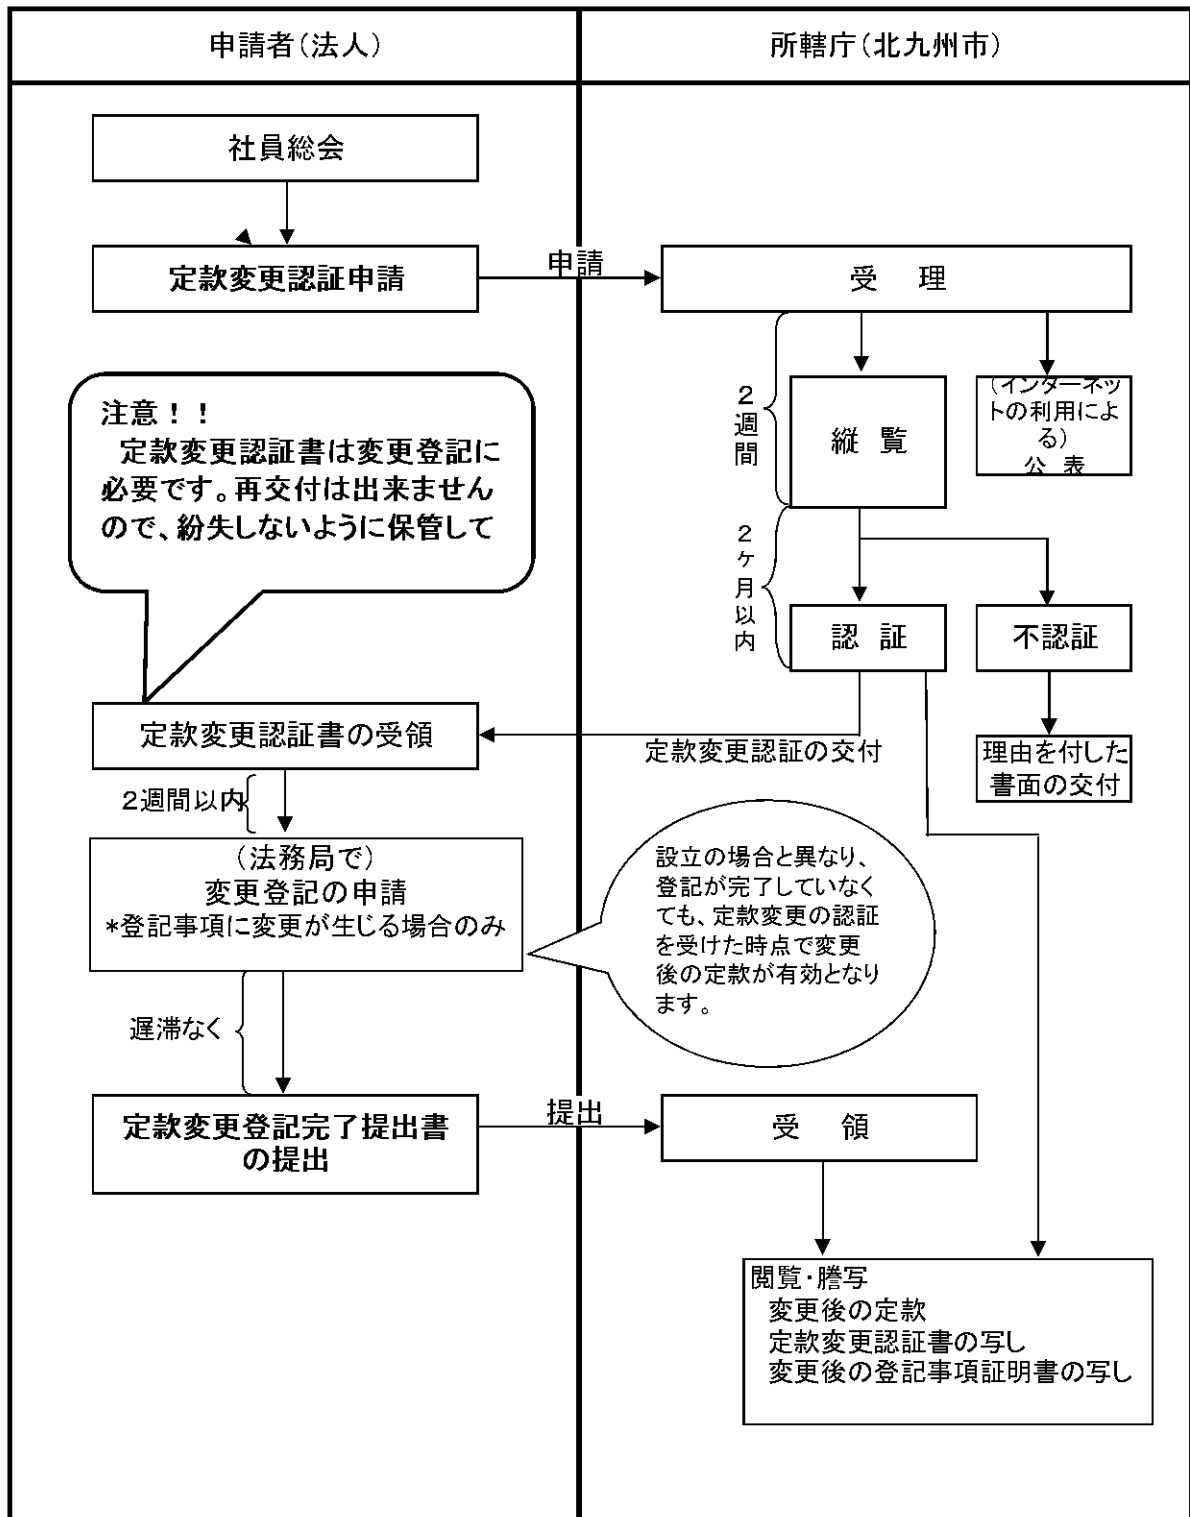 申請者（法人）
所轄庁（北九州市）
社員総会
定款変更認証申請
申請
受　理
2週間
縦 覧
（インターネッ
トの利用によ
る）
公 表
注意！！
定款変更認証書は変更登記に
必要です。再交付は出来ません
ので、紛失しないように保管して
2ヶ月以内
認 証
不認証
定款変更認証書の受領
定款変更認証の交付
理由を付した
書面の交付
2週間以内
（法務局で）
変更登記の申請
*登記事項に変更が生じる場合のみ
設立の場合と異なり、
登記が完了していなく
ても、定款変更の認証
を受けた時点で変更
後の定款が有効となり
ます。
遅滞なく
定款変更登記完了提出書
の提出
提出
受　領
閲覧・謄写
変更後の定款
定款変更認証書の写し
変更後の登記事項証明書の写し